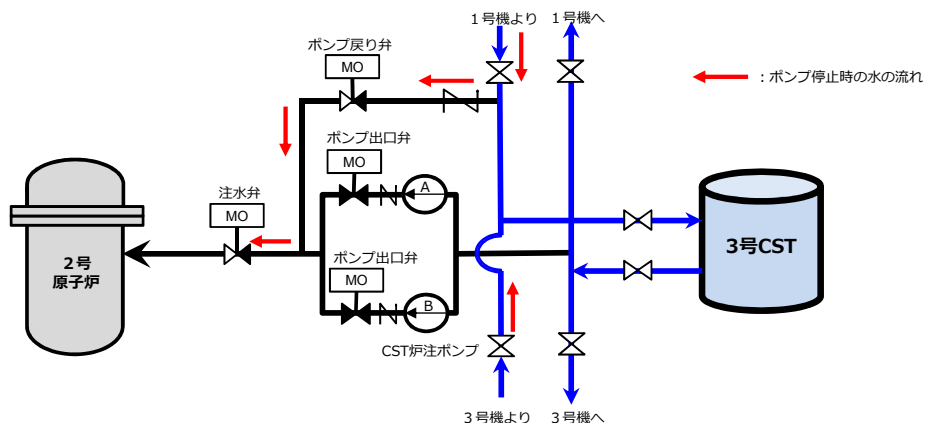 1号機より
1号機へ
ポンプ戻り弁
MO
：ポンプ停止時の水の流れ
ポンプ出口弁
MO
A
注水弁
MO
2号
原子炉
3号CST
ポンプ出口弁
MO
B
CST炉注ポンプ
3号機より
3号機へ